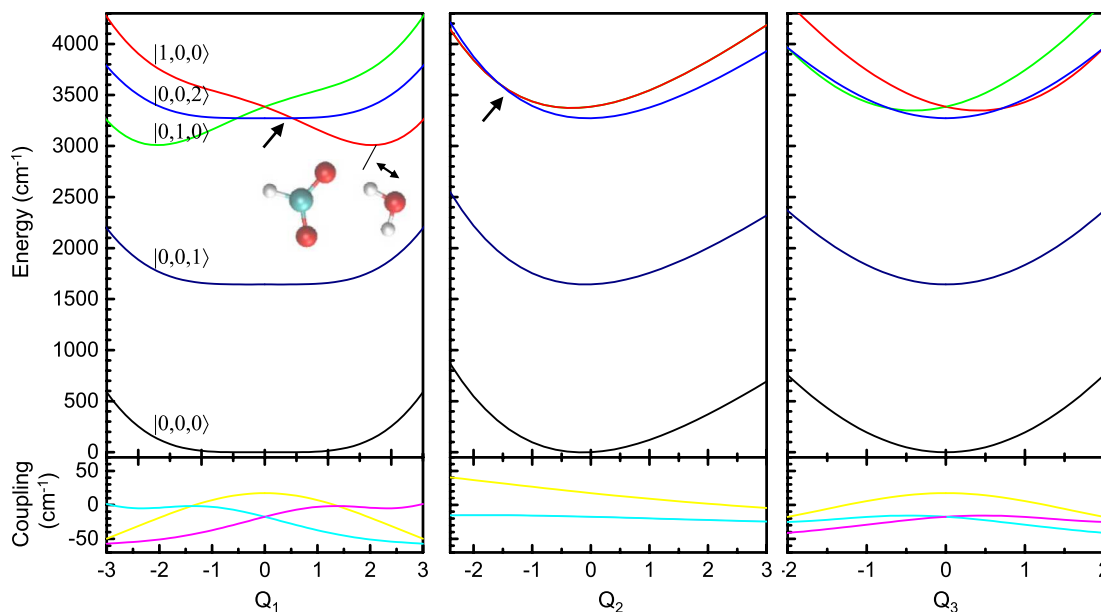 Energy (cm-1)
4000
3500
3000
2500
2000
1500
1000
500
0
|1,0,0⟩
|0,0,2⟩
|0,1,0⟩
|0,0,1⟩
|0,0,0⟩
Coupling
(cm-1)
50
0
-50
-3 -2 -1 0 1 2 3
Q1
-2 -1 0 1 2 3
Q2
-2 -1 0 1 2
Q3